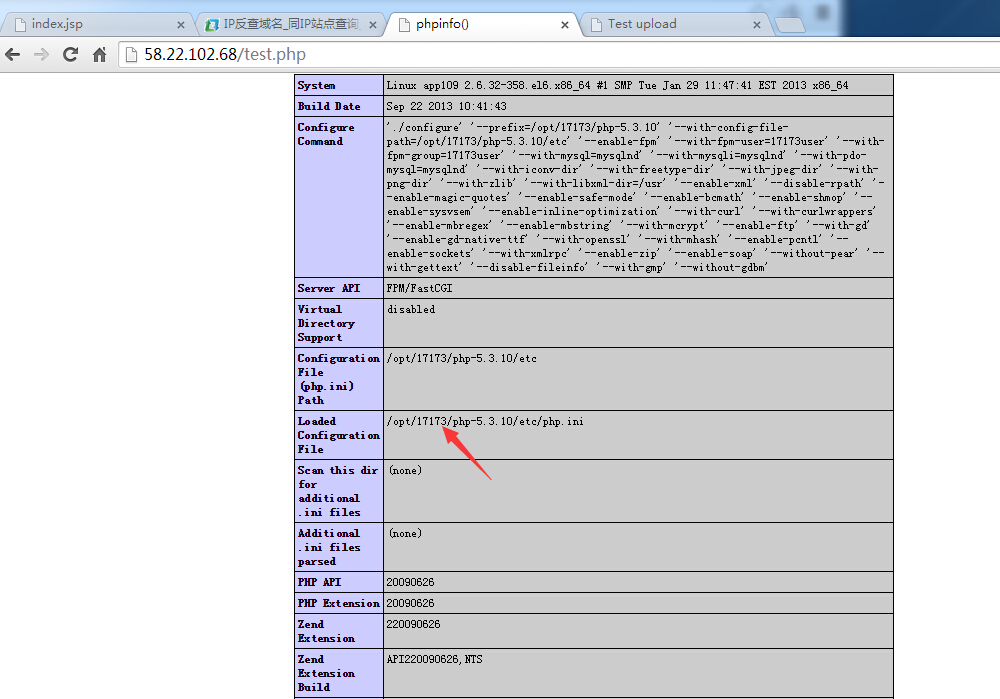 index.jsp
IP反查域名_同IP站点查询
phpinfo()
Test upload
58.22.102.68/test.php
System
Linux app109 2.6.32-358.el6.x86_64 #1 SMP Tue Jan 29 11:47:41 EST 2013 x86_64
Build Date
Sep 22 2013 10:41:43
Configure
Command
'./configure' '--prefix=/opt/17173/php-5.3.10' '--with-config-file-
path=/opt/17173/php-5.3.10/etc' '--enable-fpm' '--with-fpm-user=17173user' '--with-
fpm-group=17173user' '--with-mysql=mysqlnd' '--with-mysqli=mysqlnd' '--with-pdo-
mysql=mysqlnd' '--with-iconv-dir' '--with-freetype-dir' '--with-jpeg-dir' '--with-
png-dir' '--with-zlib' '--with-libxml-dir=/usr' '--enable-xml' '--disable-rpath' '-
-enable-magic-quotes' '--enable-safe-mode' '--enable-bcmath' '--enable-shmop' '--
enable-sysvsem' '--enable-inline-optimization' '--with-curl' '--with-curlwrappers'
'--enable-mbregex' '--enable-mbstring' '--with-mcrypt' '--enable-ftp' '--with-gd'
'--enable-gd-native-ttf' '--with-openssl' '--with-mhash' '--enable-pcntl' '--
enable-sockets' '--with-xmlrpc' '--enable-zip' '--enable-soap' '--without-pear' '--
with-gettext' '--disable-fileinfo' '--with-gmp' '--without-gdbm'
Server API
FPM/FastCGI
Virtual
Directory
Support
disabled
Configuration
File
(php.ini)
Path
/opt/17173/php-5.3.10/etc
Loaded
Configuration
File
/opt/17173/php-5.3.10/etc/php.ini
Scan this dir
for
additional
.ini files
(none)
Additional
.ini files
parsed
(none)
PHP API
20090626
PHP Extension
20090626
Zend
Extension
220090626
Zend
Extension
Build
API220090626,NTS